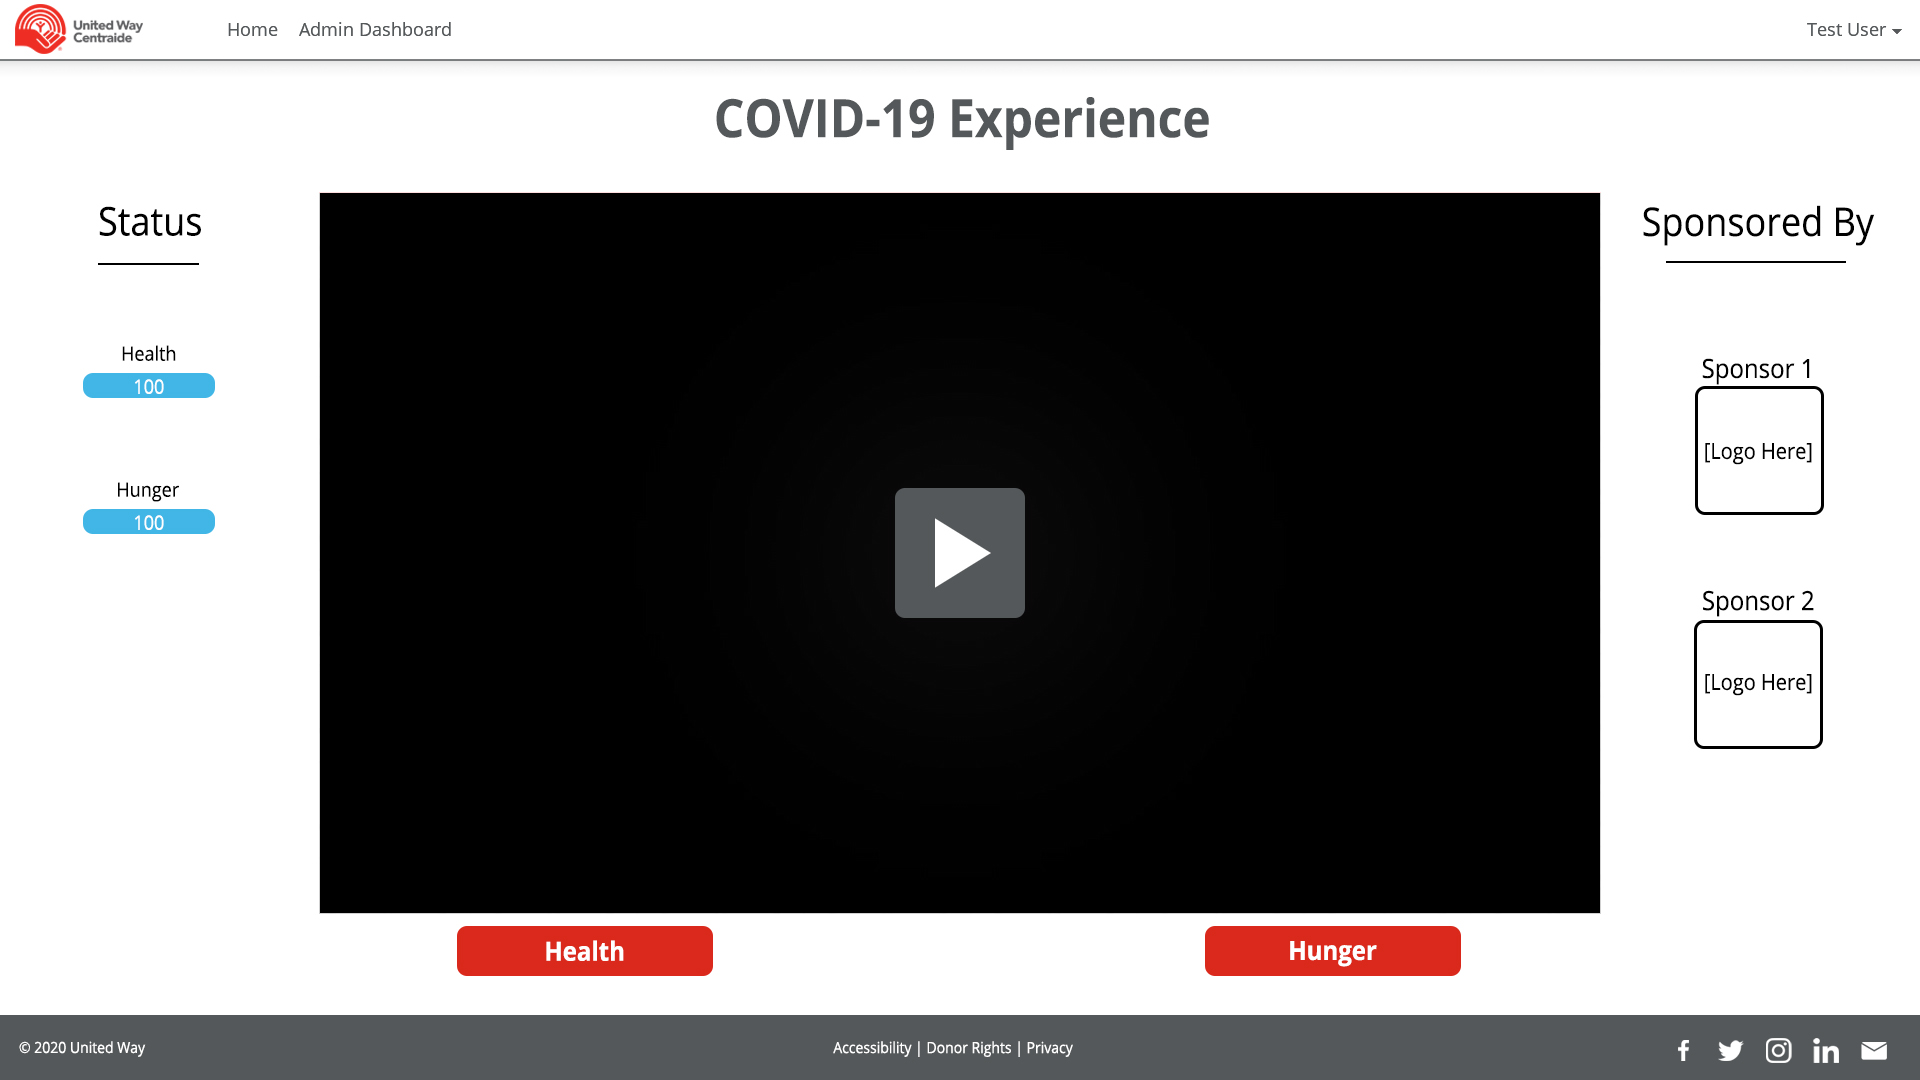 United Way
Centraide
Home
Admin Dashboard
Test User
COVID-19 Experience
Status
Health
100
Hunger
100
Sponsored By
Sponsor 1
[Logo Here]
Sponsor 2
[Logo Here]
Health
Hunger
© 2020 United Way
Accessibility | Donor Rights | Privacy